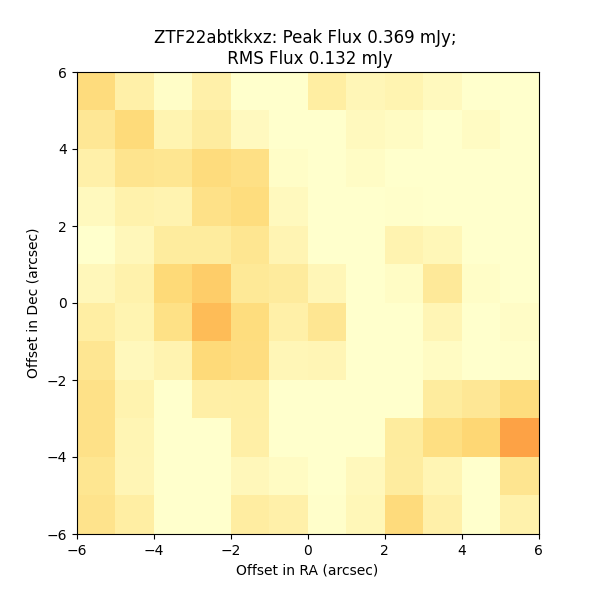 ZTF22abtkkxz: Peak Flux 0.369 mJy;
RMS Flux 0.132 mJy
6
4
2
0
−2
−4
−6
Offset in Dec (arcsec)
−6 −4 −2 0 2 4 6
Offset in RA (arcsec)